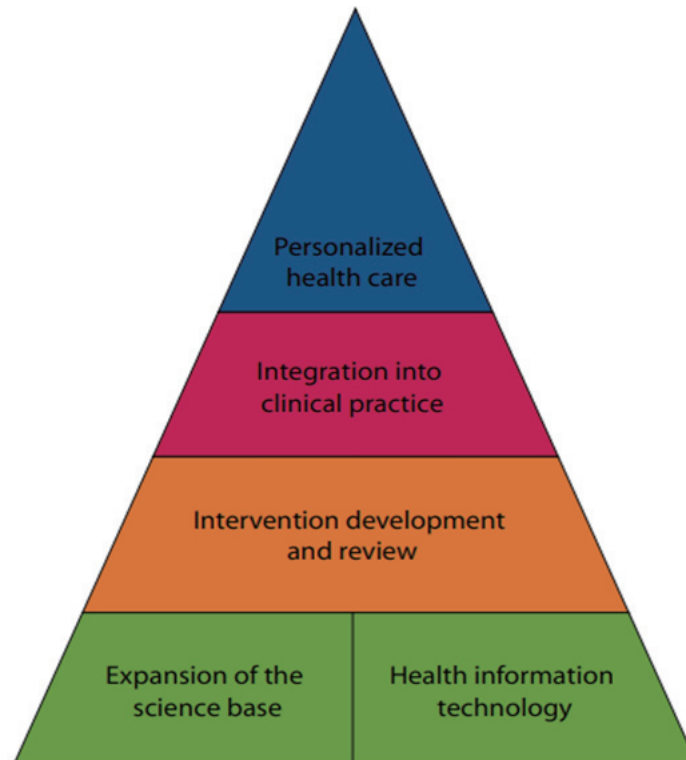 Personalized
health care
Integration into
clinical practice
Intervention development
and review
Expansion of the
science base
Health information
technology